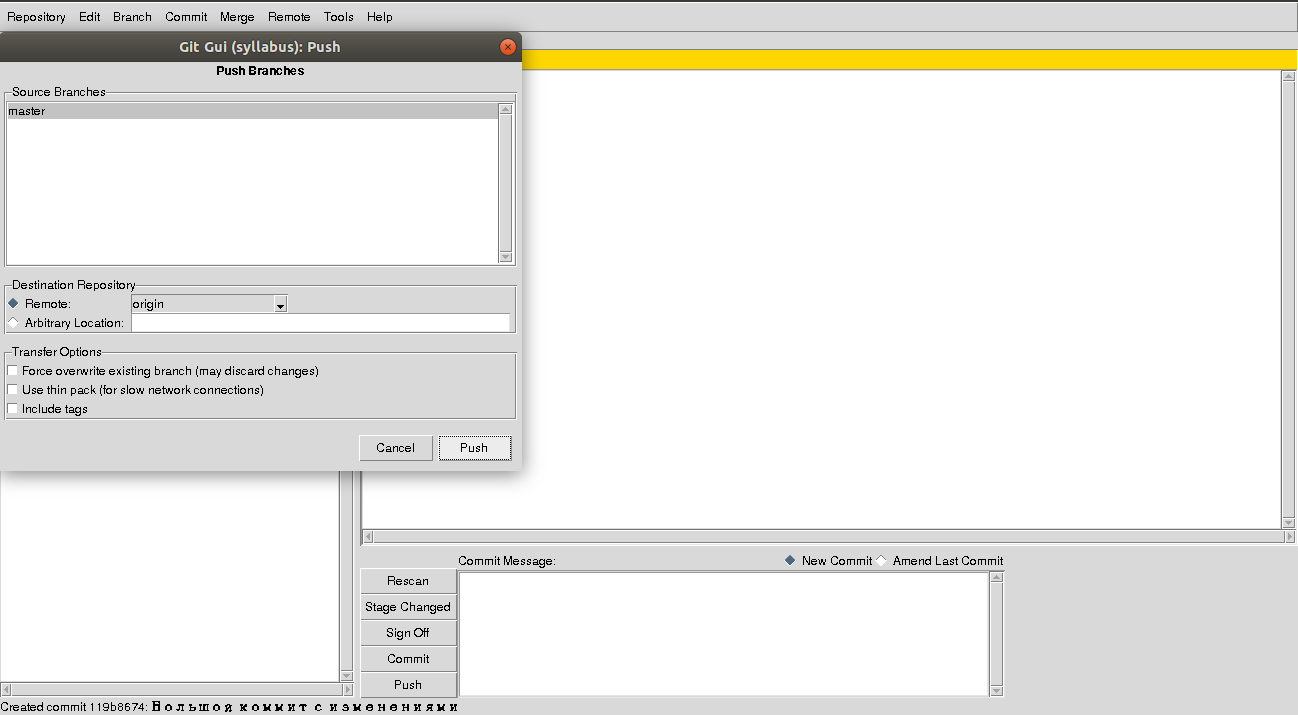 Repository Edit Branch Commit Merge Remote Tools Help
Git Gui (syllabus): Push
Push Branches
Source Branches
master
Destination Repository
Remote: origin
Arbitrary Location:
Transfer Options
Force overwrite existing branch (may discard changes)
Use thin pack (for slow network connections)
Include tags
Cancel Push
Commit Message: New Commit Amend Last Commit
Rescan
Stage Changed
Sign Off
Commit
Push
Created commit 119b8674: Большой коммит с изменениями